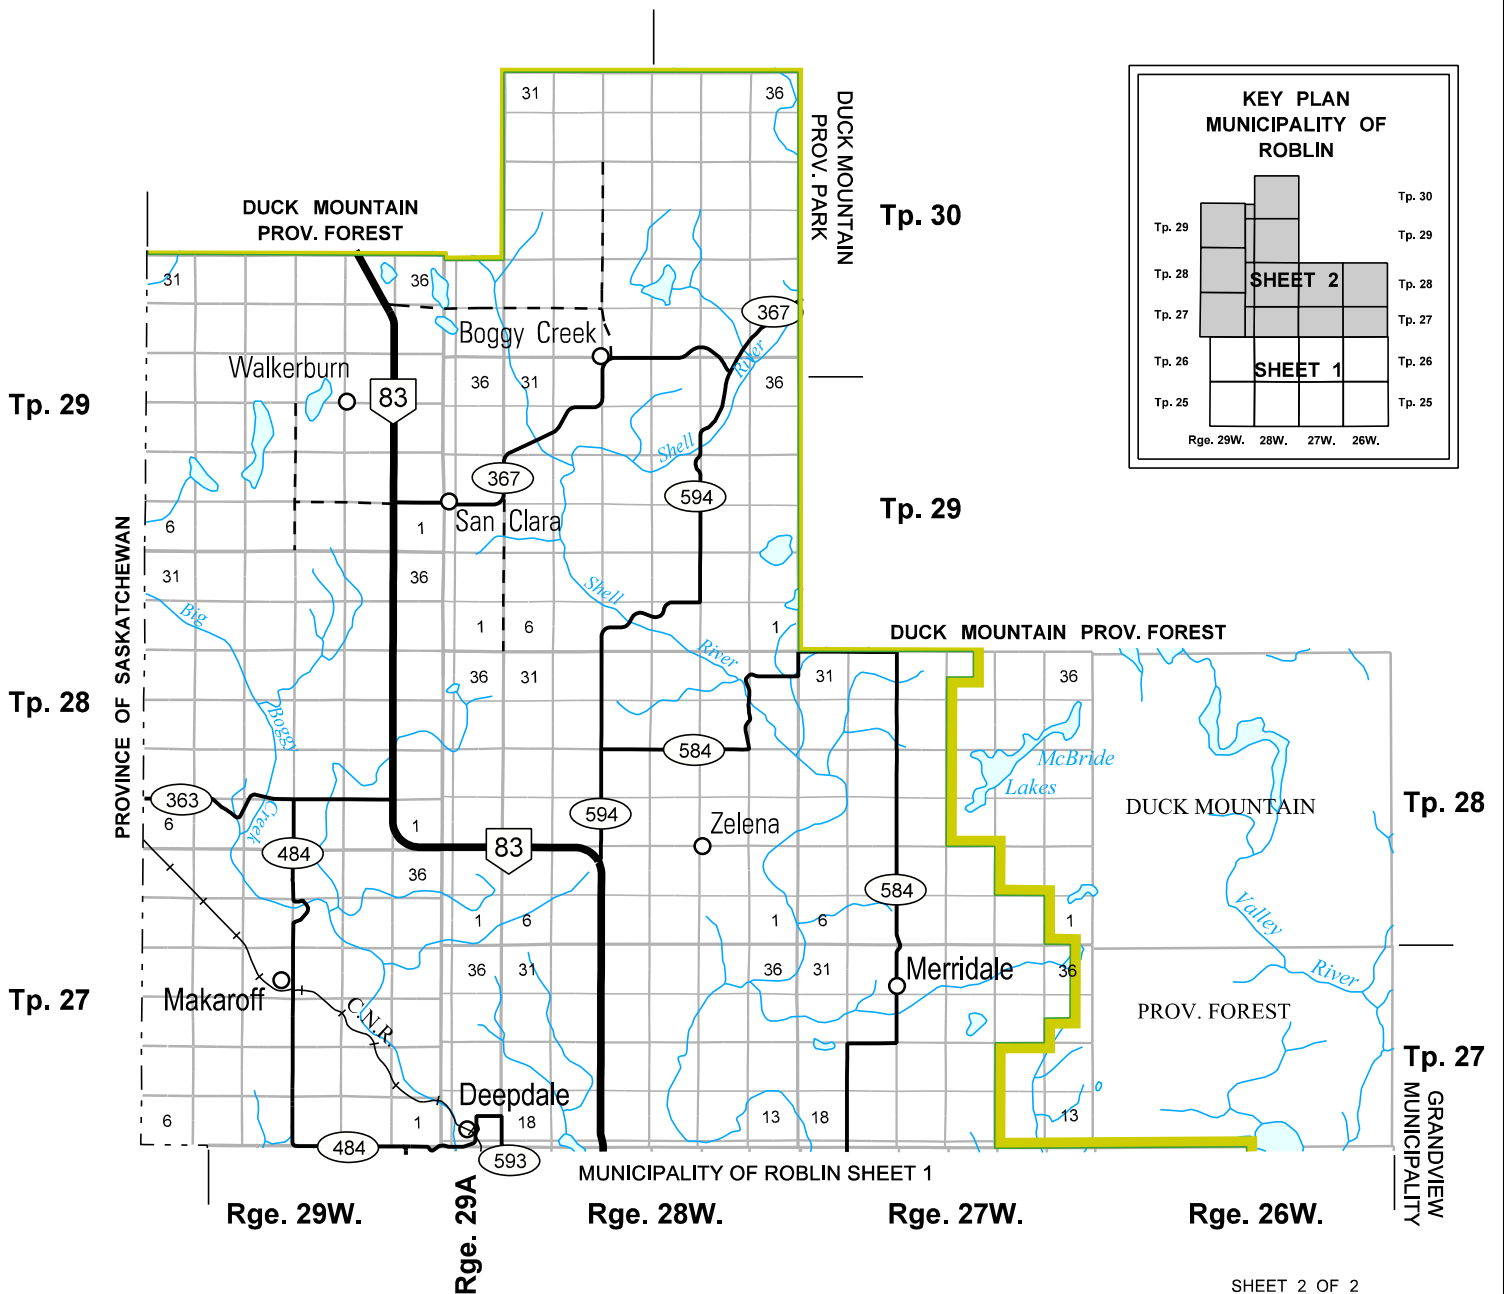 KEY PLAN
MUNICIPALITY OF
ROBLIN
Tp. 30
Tp. 29
Tp. 29
Tp. 28
SHEET 2
Tp. 28
Tp. 27
Tp. 27
Tp. 26
SHEET 1
Tp. 26
Tp. 25
Tp. 25
Rge. 29W. 28W. 27W. 26W.
31 36
DUCK MOUNTAIN
PROV. PARK
DUCK MOUNTAIN
PROV. FOREST
Tp. 30
31 36
367
Boggy Creek
River
Walkerburn
83
36 31 36
Tp. 29
Shell
367
594
Tp. 29
San Clara
6 1
PROVINCE OF SASKATCHEWAN
31 36
Big
Shell
1 6 1
River
DUCK MOUNTAIN PROV. FOREST
36 31 31 36
Tp. 28
Boggy
584
McBride
Lakes
363
Creek
594
DUCK MOUNTAIN
Tp. 28
6 1
Zelena
484
83
36
584
Valley
1 6 1 6 1
36 31 36 31 36
Merridale
River
Makaroff
Tp. 27
C.N.R.
PROV. FOREST
Tp. 27
Deepdale
6 1 18 13 18 13
484
593
MUNICIPALITY OF ROBLIN SHEET 1
GRANDVIEW
MUNICIPALITY
Rge. 29W.
Rge. 29A
Rge. 28W.
Rge. 27W.
Rge. 26W.
SHEET 2 OF 2